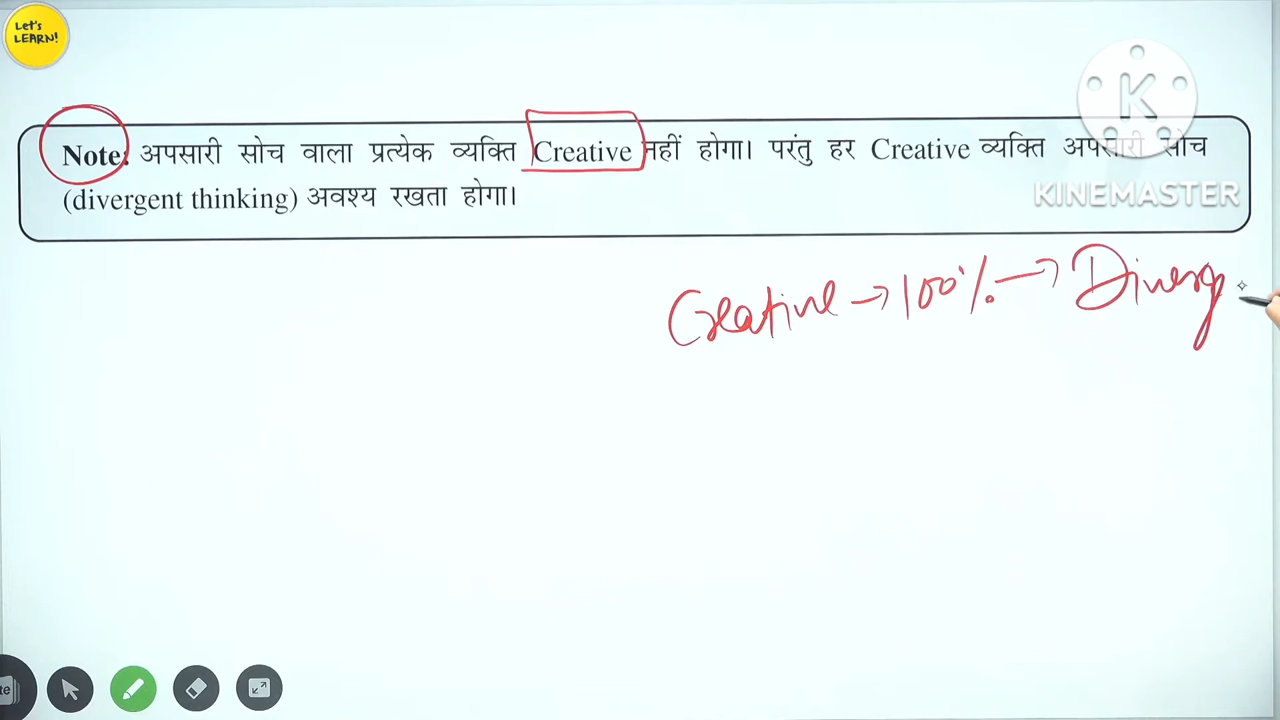 Let's
LEARN!
Note: अपसारी सोच वाला प्रत्येक व्यक्ति Creative नहीं होगा। परंतु हर Creative व्यक्ति अपसारी सोच
(divergent thinking) अवश्य रखता होगा।
K
KINEMASTER
Creative → 100% → Diverg
te